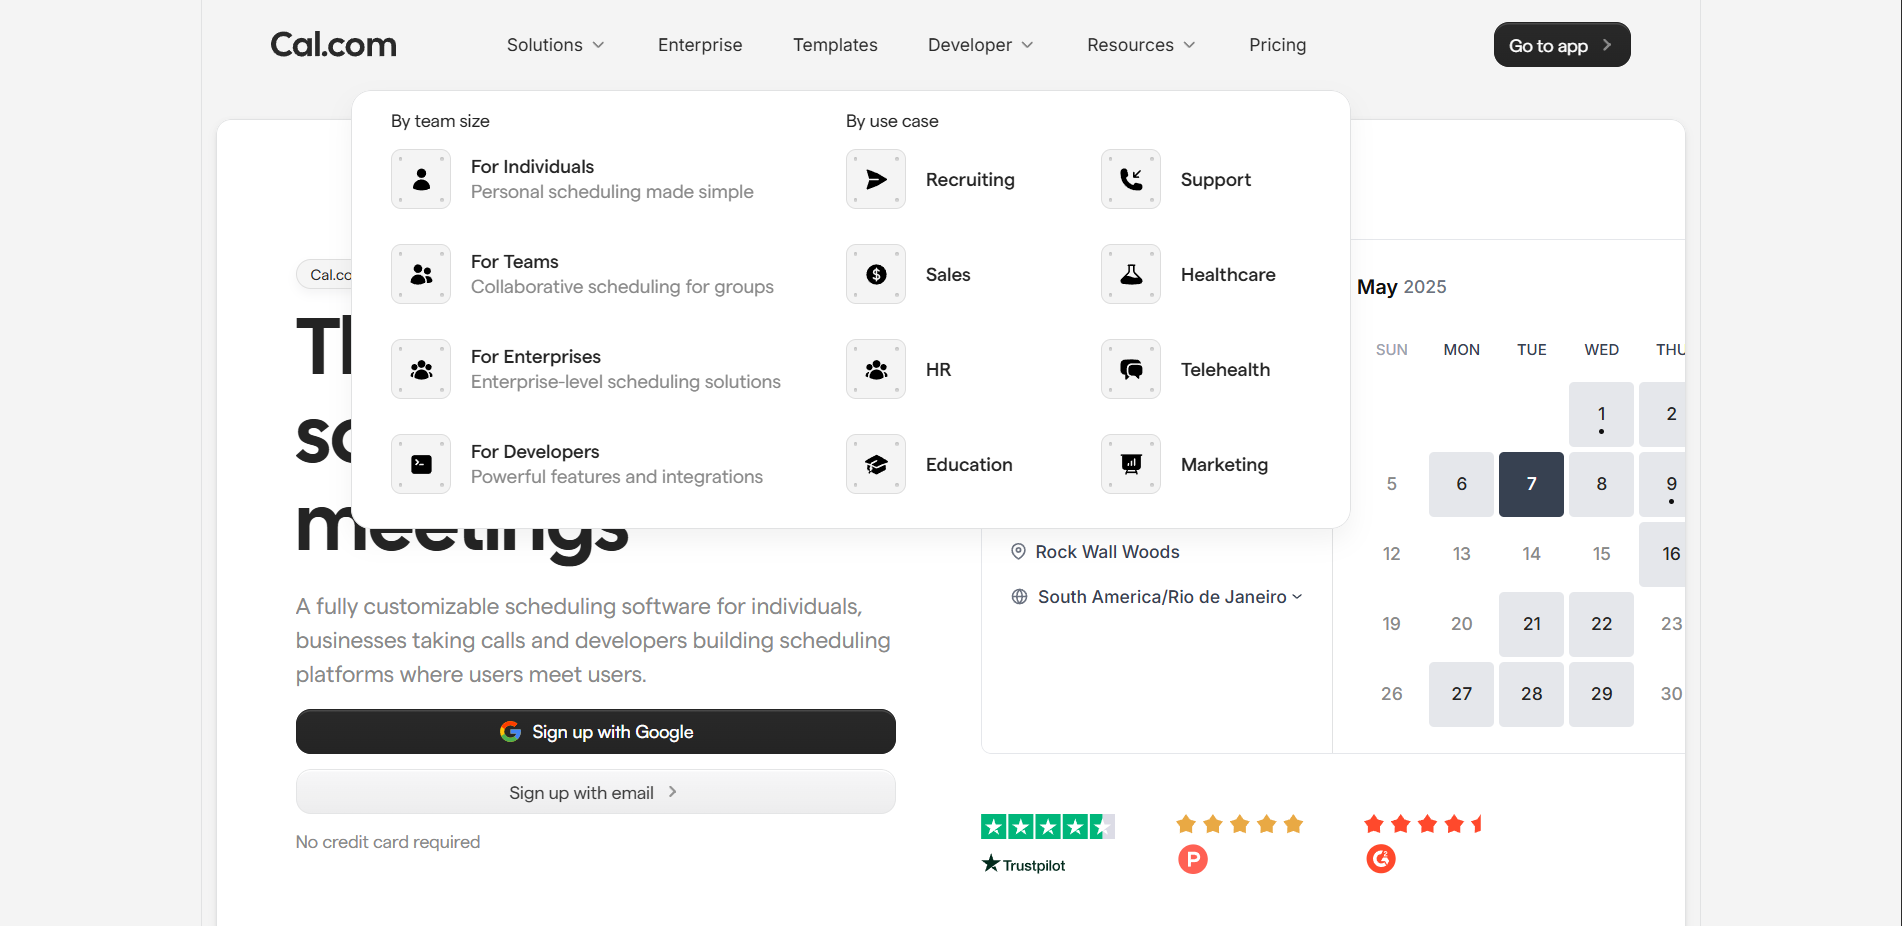 Cal.com
Solutions
Enterprise
Templates
Developer
Resources
Pricing
Go to app
By team size
For Individuals
Personal scheduling made simple
For Teams
Collaborative scheduling for groups
For Enterprises
Enterprise-level scheduling solutions
For Developers
Powerful features and integrations
By use case
Recruiting
Support
Sales
Healthcare
HR
Telehealth
Education
Marketing
meetings
A fully customizable scheduling software for individuals,
businesses taking calls and developers building scheduling
platforms where users meet users.
Sign up with Google
Sign up with email
No credit card required
Rock Wall Woods
South America/Rio de Janeiro
May 2025
SUN MON TUE WED THU
1 2
5 6 7 8 9
12 13 14 15 16
19 20 21 22 23
26 27 28 29 30
Trustpilot
P
G2